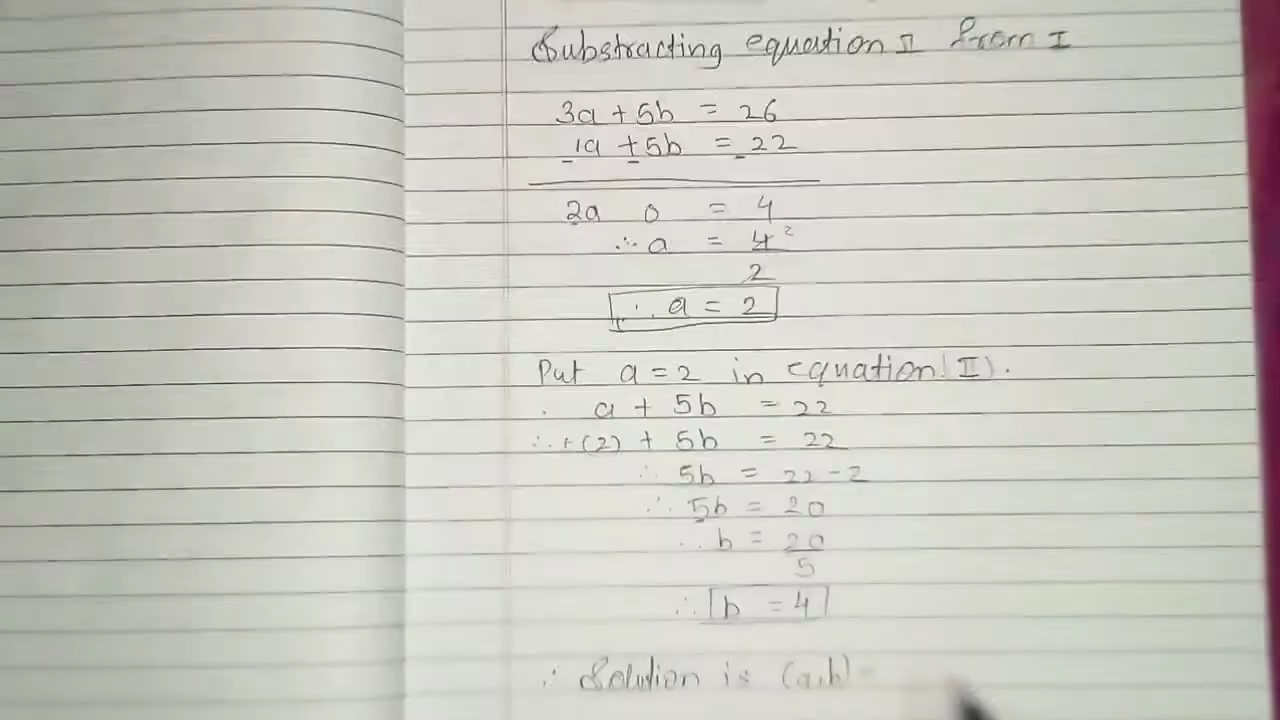 Substracting equation II from I
3a + 5b = 26
1a + 5b = 22
- - -
2a 0 = 4
∴ a = 4 2
2
∴ a = 2
Put a = 2 in equation (II).
a + 5b = 22
∴ (2) + 5b = 22
∴ 5b = 22 - 2
∴ 5b = 20
∴ b = 20
5
∴ b = 4
∴ Solution is (a,b) =